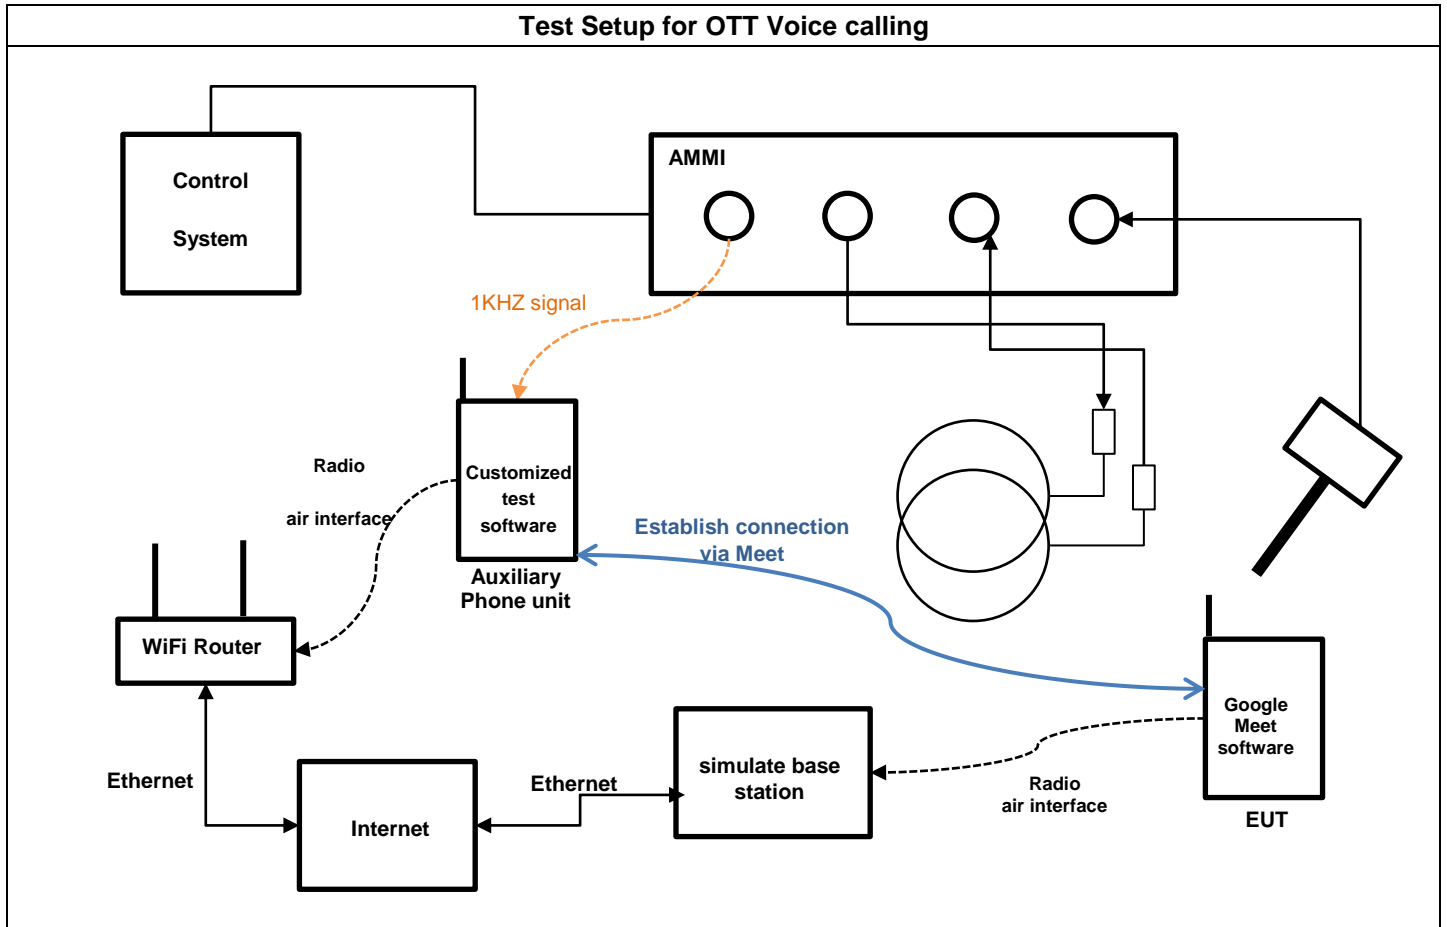 Test Setup for OTT Voice calling
Control
System
AMMI
1KHZ signal
Radio
air interface
Customized
test
software
Auxiliary
Phone unit
Establish connection
via Meet
WiFi Router
Ethernet
Internet
Ethernet
simulate base
station
Radio
air interface
Google
Meet
software
EUT